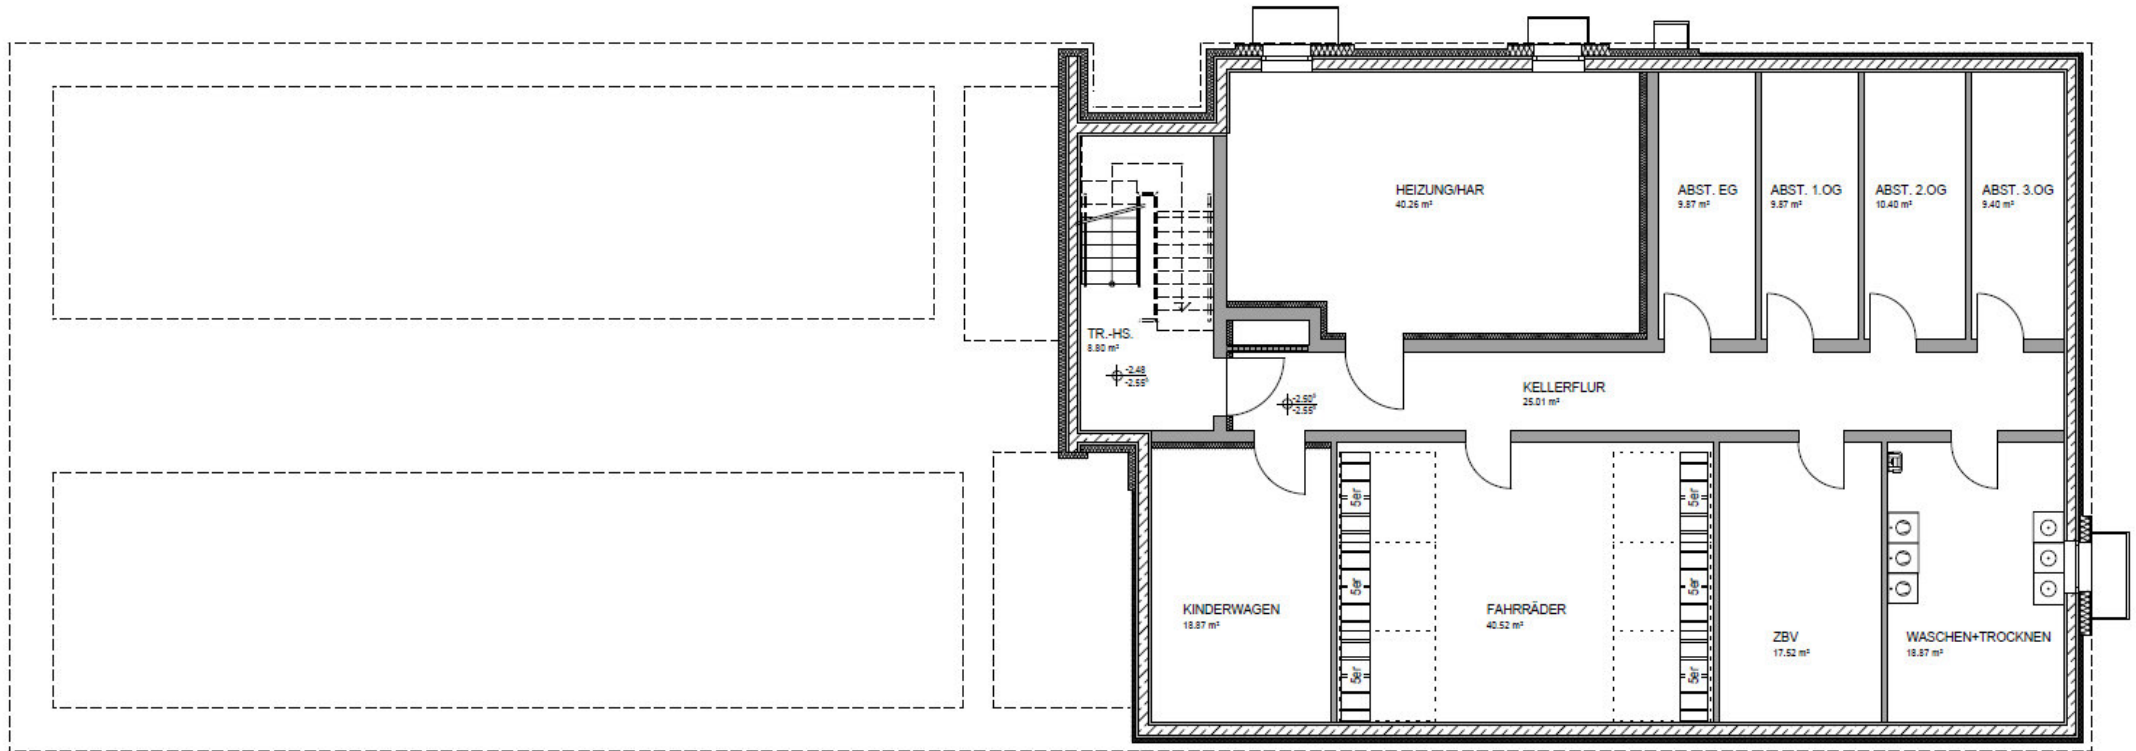 HEIZUNG/HAR
40.26 m²
ABST. EG
9.87 m²
ABST. 1.OG
9.87 m²
ABST. 2.OG
10.40 m²
ABST. 3.OG
9.40 m²
TR.-HS.
8.80 m²
-2.48
-2.55⁵
-2.50⁵
-2.55⁵
KELLERFLUR
25.01 m²
5er
5er
5er
5er
5er
5er
KINDERWAGEN
18.87 m²
FAHRRÄDER
40.52 m²
ZBV
17.52 m²
WASCHEN+TROCKNEN
18.87 m²